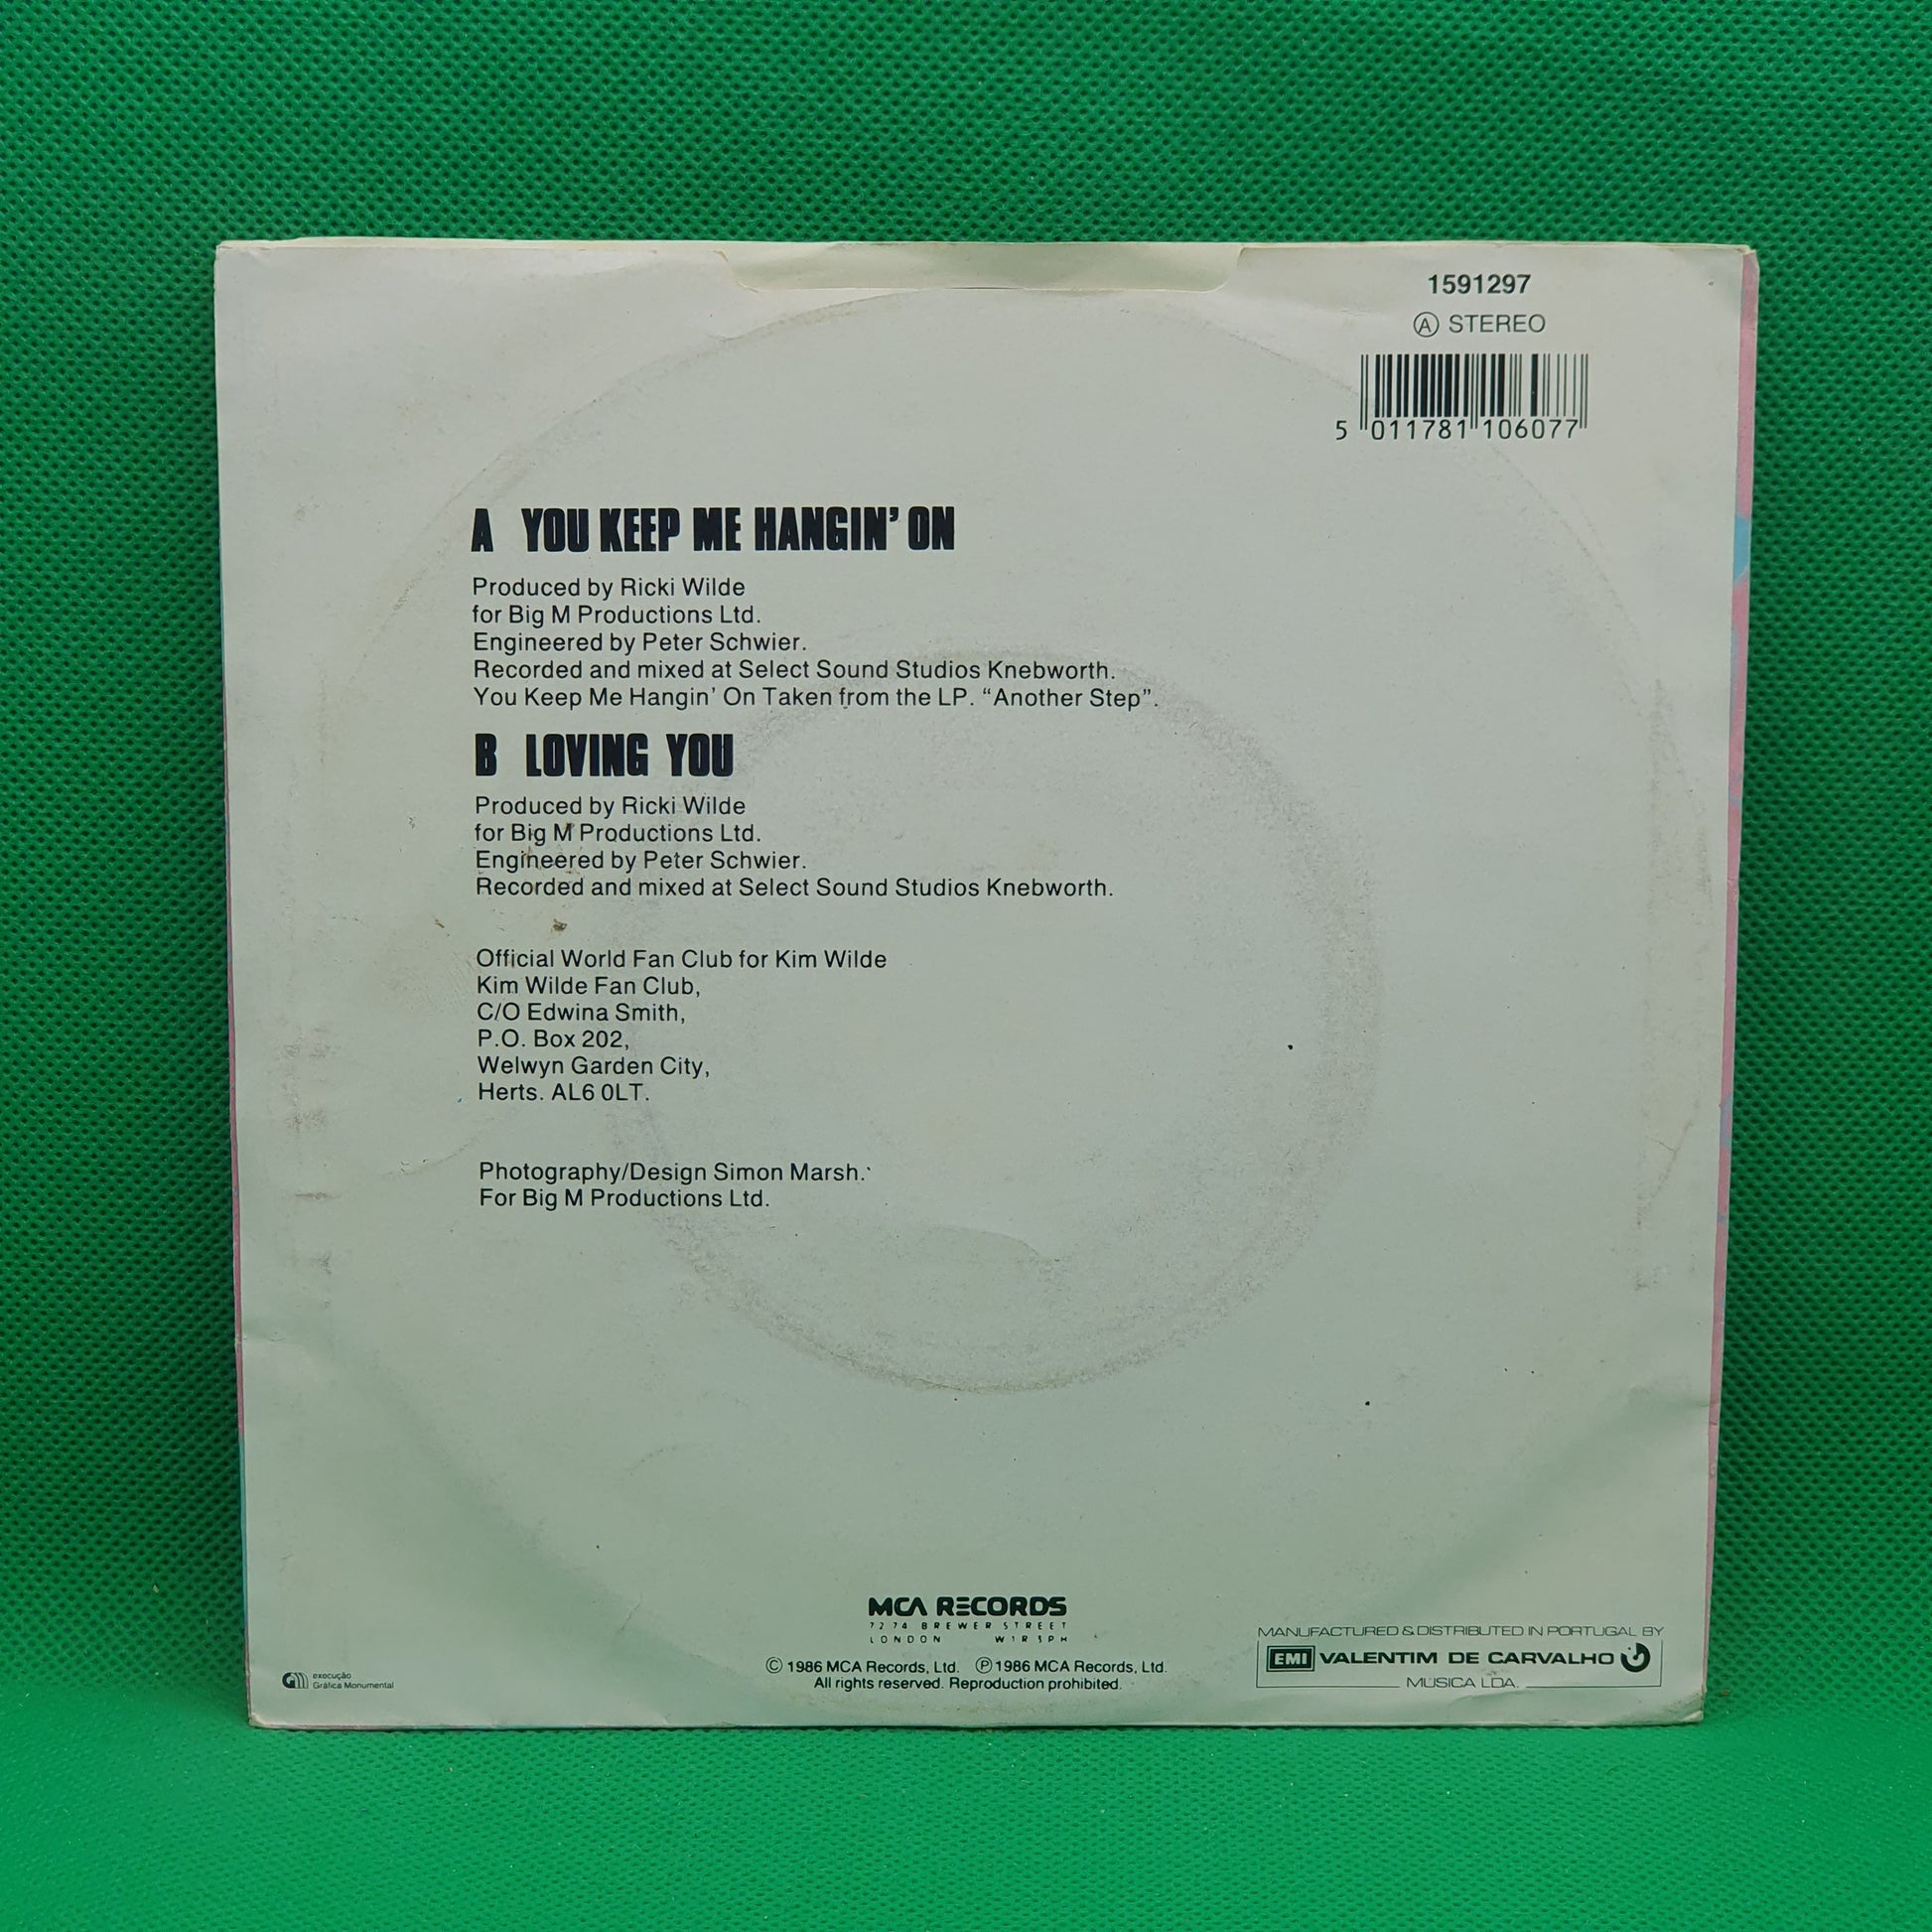 1591297
Ⓐ STEREO
5 011781 106077
A YOU KEEP ME HANGIN' ON
Produced by Ricki Wilde
for Big M Productions Ltd.
Engineered by Peter Schwier.
Recorded and mixed at Select Sound Studios Knebworth.
You Keep Me Hangin' On Taken from the LP. “Another Step”.
B LOVING YOU
Produced by Ricki Wilde
for Big M Productions Ltd.
Engineered by Peter Schwier.
Recorded and mixed at Select Sound Studios Knebworth.
Official World Fan Club for Kim Wilde
Kim Wilde Fan Club,
C/O Edwina Smith,
P.O. Box 202,
Welwyn Garden City,
Herts. AL6 0LT.
Photography/Design Simon Marsh.
For Big M Productions Ltd.
MCA RECORDS
72 74 BREWER STREET
LONDON W1R 3PH
© 1986 MCA Records, Ltd. ℗ 1986 MCA Records, Ltd.
All rights reserved. Reproduction prohibited.
execução
Gráfica Monumental
MANUFACTURED & DISTRIBUTED IN PORTUGAL BY
EMI VALENTIM DE CARVALHO
MÚSICA LDA.